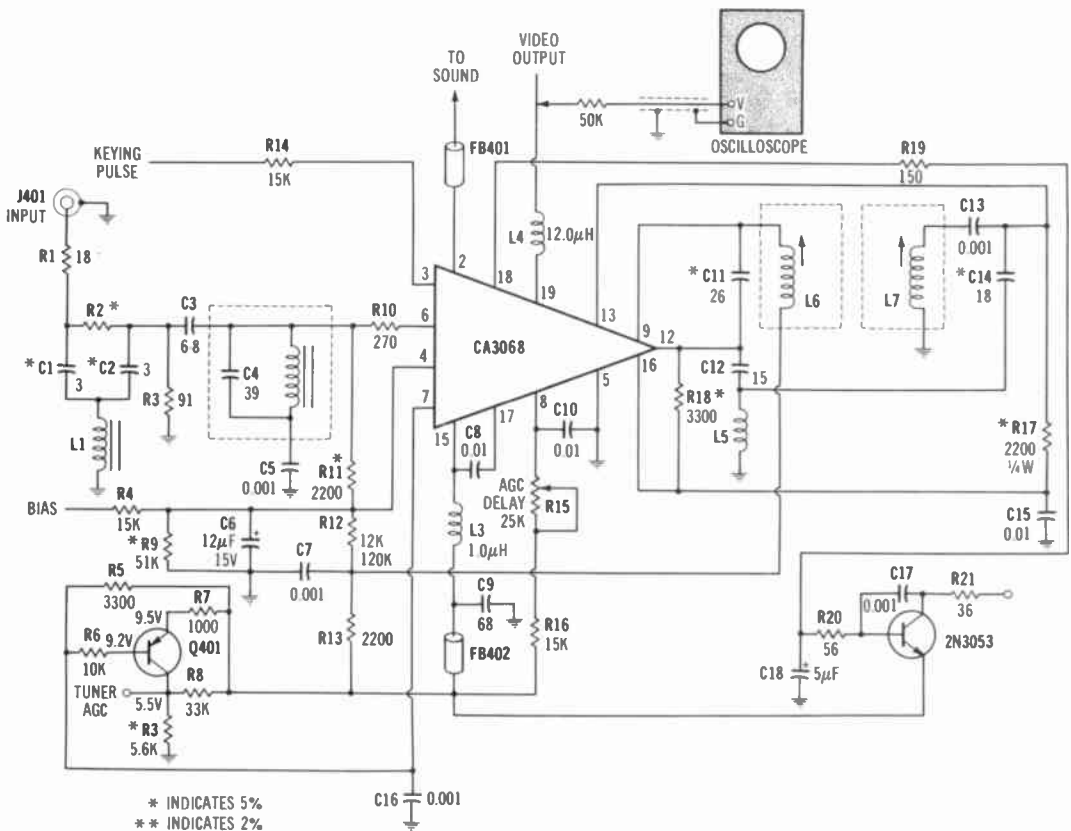 TO SOUND
VIDEO OUTPUT
V
G
50K
OSCILLOSCOPE
FB401
R14
15K
KEYING PULSE
R19
150
J401
INPUT
L4
12.0μH
C13
0.001
R1
18
2
3
18
19
*C11
26
L6
L7
*C14
18
R2*
C3
6·8
R10
270
6
4
7
CA3068
13
9
12
16
5
8
17
15
*C1
3
*C2
3
C4
39
R3
91
C12
15
*
R18
3300
L5
*R17
2200
¼W
L1
C5
0.001
*
R11
2200
C8
0.01
C10
0.01
BIAS
R4
15K
AGC DELAY
25K
R15
*R9
51K
C6
12μF
15V
R12
12K
120K
L3
1.0μH
C15
0.01
C7
0.001
R5
3300
R7
1000
9.5V
R6
10K
9.2V
Q401
R13
2200
C9
68
R16
15K
C17
0.001
R21
36
R20
56
2N3053
FB402
TUNER AGC
R8
33K
5.5V
*R3
5.6K
C18
+
5μF
C16
0.001
* INDICATES 5%
** INDICATES 2%